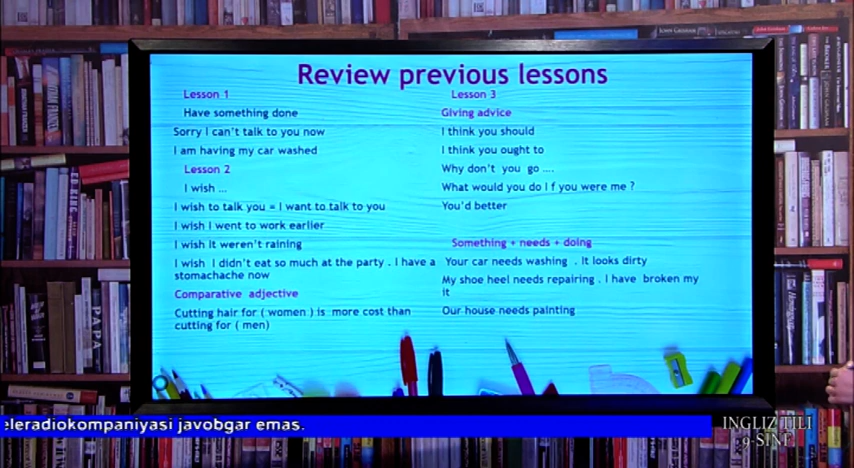 Review previous lessons
Lesson 1
Have something done
Sorry I can't talk to you now
I am having my car washed
Lesson 2
I wish ...
I wish to talk you = I want to talk to you
I wish I went to work earlier
I wish it weren't raining
I wish I didn't eat so much at the party . I have a
stomachache now
Comparative adjective
Cutting hair for ( women ) is more cost than
cutting for ( men)
Lesson 3
Giving advice
I think you should
I think you ought to
Why don't you go ....
What would you do I f you were me ?
You'd better
Something + needs + doing
Your car needs washing . It looks dirty
My shoe heel needs repairing . I have broken my
it
Our house needs painting
eleradiokompaniyasi javobgar emas.
INGLIZ TILI
9-SINF